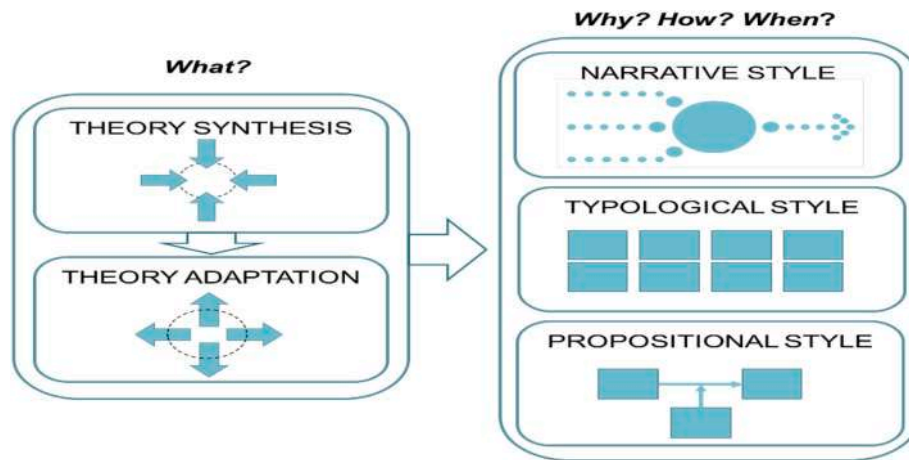 What?
THEORY SYNTHESIS
THEORY ADAPTATION
Why? How? When?
NARRATIVE STYLE
TYPOLOGICAL STYLE
PROPOSITIONAL STYLE